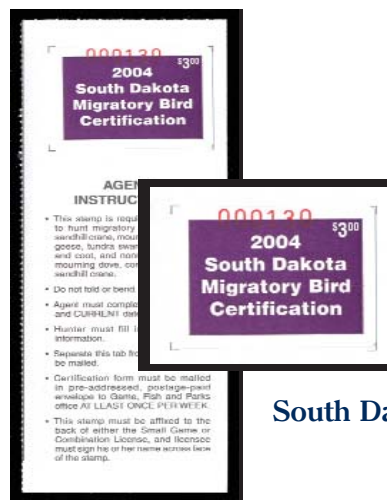 000130
$3.00
2004
South Dakota
Migratory Bird
Certification
AGEN
INSTRUC
• This stamp is requi
to hunt migratory
sandhill crane, mour
geese, tundra swan
and coot, and non
mourning dove, co
sandhill crane.
• Do not fold or bend
• Agent must comple
and CURRENT dat
• Hunter must fill i
information.
• Separate this tab fr
be mailed.
• Certification form must be mailed
in pre-addressed, postage-paid
envelope to Game, Fish and Parks
office AT LEAST ONCE PER WEEK.
• This stamp must be affixed to the
back of either the Small Game or
Combination License, and licensee
must sign his or her name across face
of the stamp.
000130
$3.00
2004
South Dakota
Migratory Bird
Certification
South Da